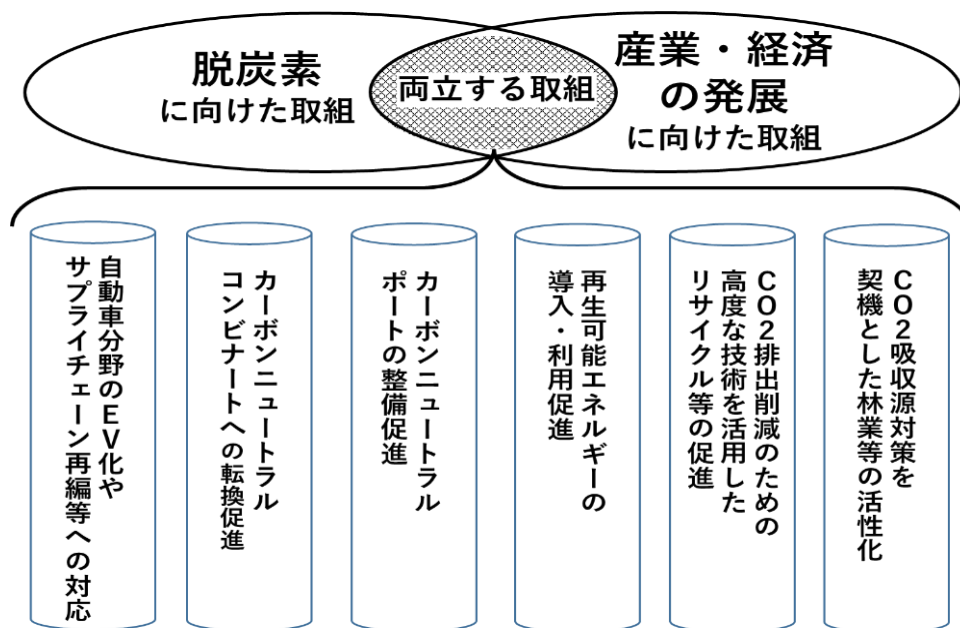 脱炭素
に向けた取組
両立する取組
産業・経済
の発展
に向けた取組
自動車分野のEV化や
サプライチェーン再編等への対応
カーボンニュートラル
コンビナートへの転換促進
カーボンニュートラル
ポートの整備促進
再生可能エネルギーの
導入・利用促進
CO2排出削減のための
高度な技術を活用した
リサイクル等の促進
CO2吸収源対策を
契機とした林業等の活性化